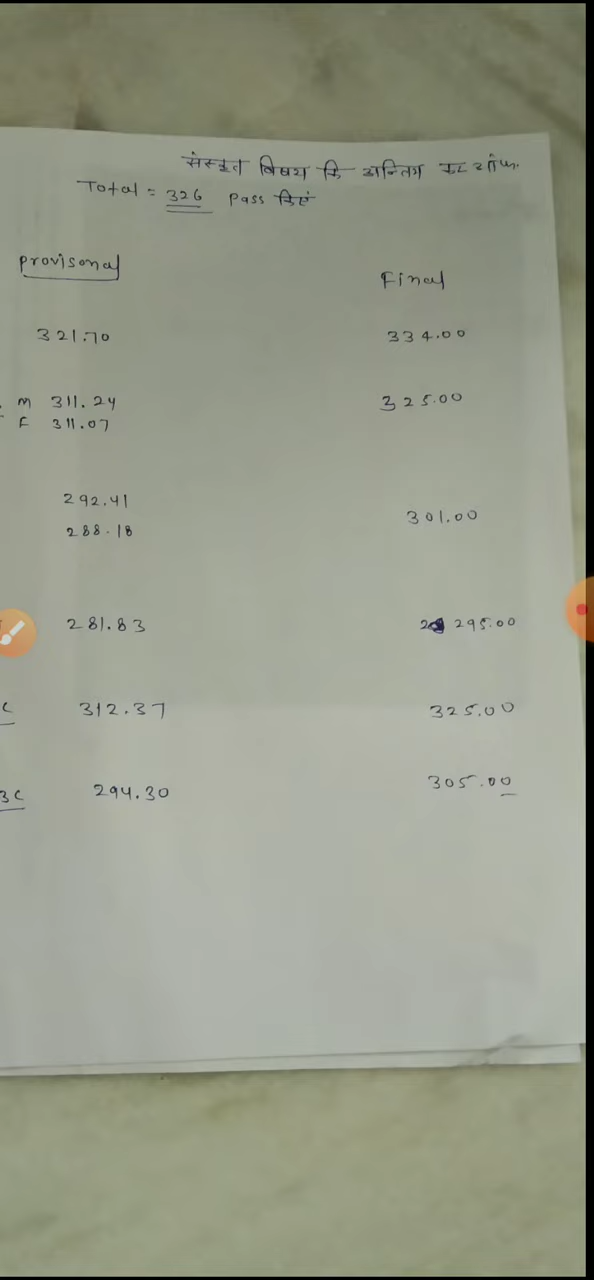 संस्कृत विषय कि अन्तिम कट ऑफ.
Total = 326 Pass किए
Provisonal Final
321.70 334.00
M 311.24 325.00
F 311.07
292.41
288.18 301.00
281.83 295.00
C 312.37 325.00
BC 294.30 305.00